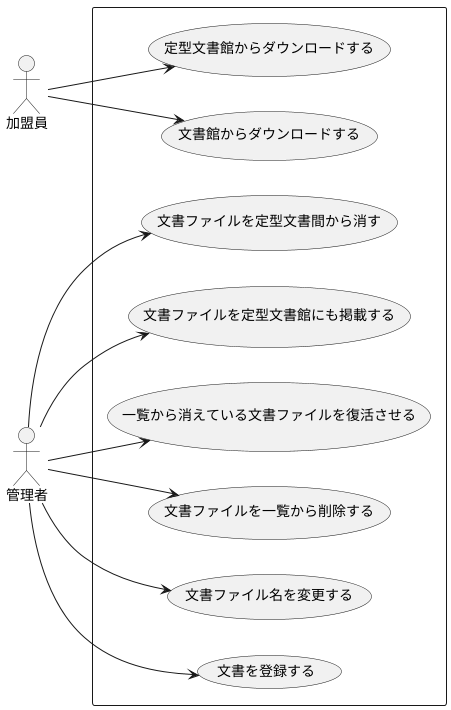 定型文書館からダウンロードする
加盟員
文書館からダウンロードする
文書ファイルを定型文書間から消す
文書ファイルを定型文書館にも掲載する
一覧から消えている文書ファイルを復活させる
管理者
文書ファイルを一覧から削除する
文書ファイル名を変更する
文書を登録する